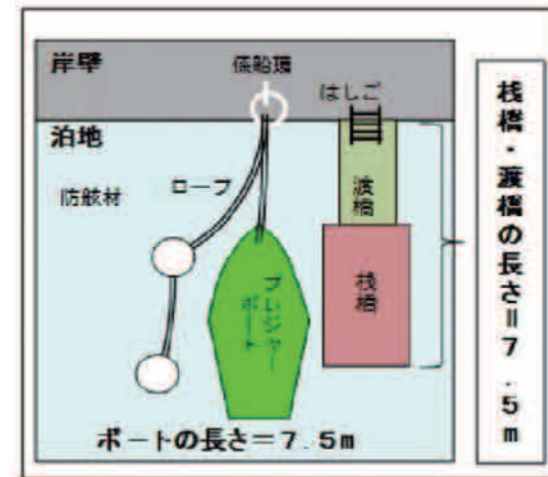 岸壁
係船環
はしご
泊地
ロープ
防舷材
渡橋
プレジャー
ボート
桟橋
ボートの長さ＝7.5m
桟橋・渡橋の長さ＝7.5m